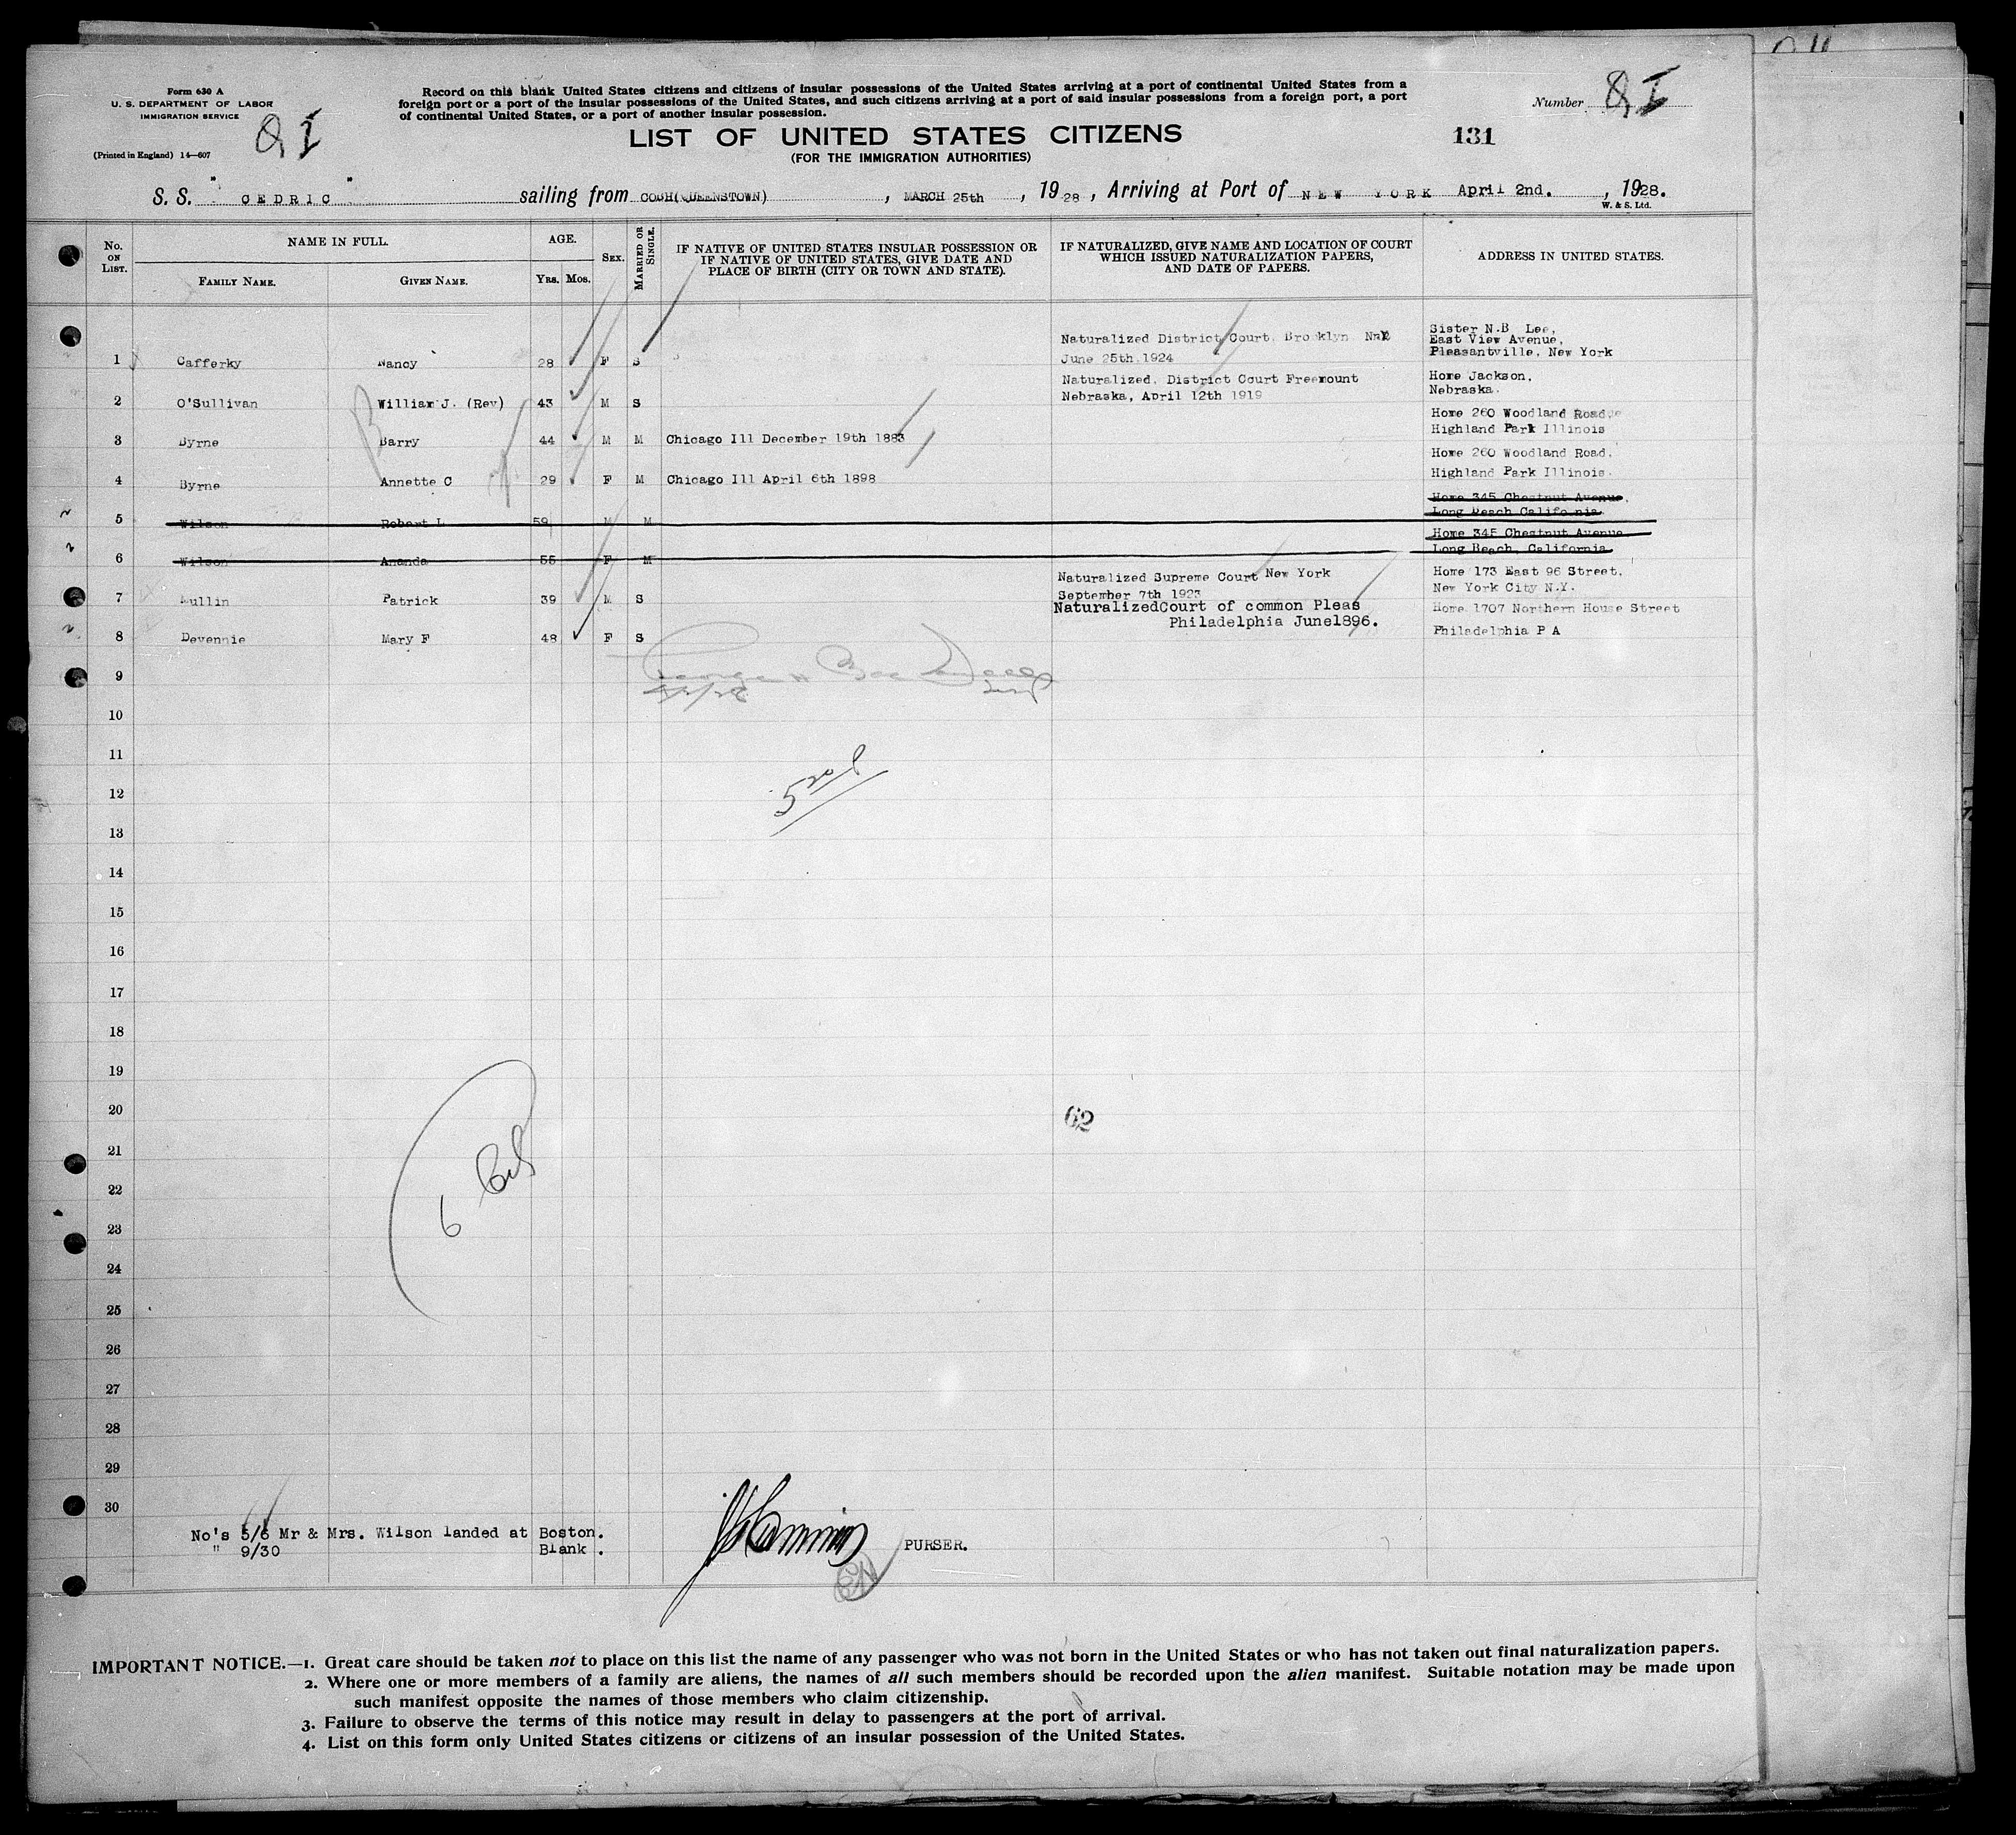 Form 630 A
U. S. DEPARTMENT OF LABOR
IMMIGRATION SERVICE
(Printed in England) 14—607
Q I
Record on this blank United States citizens and citizens of insular possessions of the United States arriving at a port of continental United States from a
foreign port or a port of the insular possessions of the United States, and such citizens arriving at a port of said insular possessions from a foreign port, a port
of continental United States, or a port of another insular possession.
Number Q I
LIST OF UNITED STATES CITIZENS
(FOR THE IMMIGRATION AUTHORITIES)
131
S. S. " CEDRIC " sailing from COBH(QUEENSTOWN) , MARCH 25th , 1928 , Arriving at Port of NEW YORK April 2nd. , 1928.
W. & S. Ltd.
No. ON LIST.
NAME IN FULL.
FAMILY NAME.
GIVEN NAME.
AGE.
YRS. MOS.
SEX.
MARRIED OR SINGLE.
IF NATIVE OF UNITED STATES INSULAR POSSESSION OR
IF NATIVE OF UNITED STATES, GIVE DATE AND
PLACE OF BIRTH (CITY OR TOWN AND STATE).
IF NATURALIZED, GIVE NAME AND LOCATION OF COURT
WHICH ISSUED NATURALIZATION PAPERS,
AND DATE OF PAPERS.
ADDRESS IN UNITED STATES.
1 Cafferky Nancy 28 F S
Naturalized District Court. Brooklyn
June 25th 1924
Sister N.B Lee,
East View Avenue,
Pleasantville, New York
2 O'Sullivan William J. (Rev) 43 M S
Naturalized. District Court Freemount
Nebraska, April 12th 1919
Home Jackson,
Nebraska.
3 Byrne Barry 44 M M Chicago Ill December 19th 1883
Home 260 Woodland Road
Highland Park Illinois
4 Byrne Annette C 29 F M Chicago Ill April 6th 1898
Home 260 Woodland Road.
Highland Park Illinois.
5 Wilson Robert L 59 M M
Home 345 Chestnut Avenue.
Long Beach California
6 Wilson Amanda 55 F M
Home 345 Chestnut Avenue
Long Beach, California
7 Mullin Patrick 39 M S
Naturalized Supreme Court New York
September 7th 1923
Home 173 East 96 Street.
New York City N.Y.
8 Devennie Mary F 48 F S
NaturalizedCourt of common Pleas
Philadelphia June1896.
Home. 1707 Northern House Street
Philadelphia P A
9
10
11
12
13
14
15
16
17
18
19
20
62
21
22
23
6
24
25
26
27
28
29
30
No's 5/6 Mr & Mrs. Wilson landed at Boston.
" 9/30 Blank .
PURSER.
IMPORTANT NOTICE.—1. Great care should be taken not to place on this list the name of any passenger who was not born in the United States or who has not taken out final naturalization papers.
2. Where one or more members of a family are aliens, the names of all such members should be recorded upon the alien manifest. Suitable notation may be made upon
such manifest opposite the names of those members who claim citizenship.
3. Failure to observe the terms of this notice may result in delay to passengers at the port of arrival.
4. List on this form only United States citizens or citizens of an insular possession of the United States.